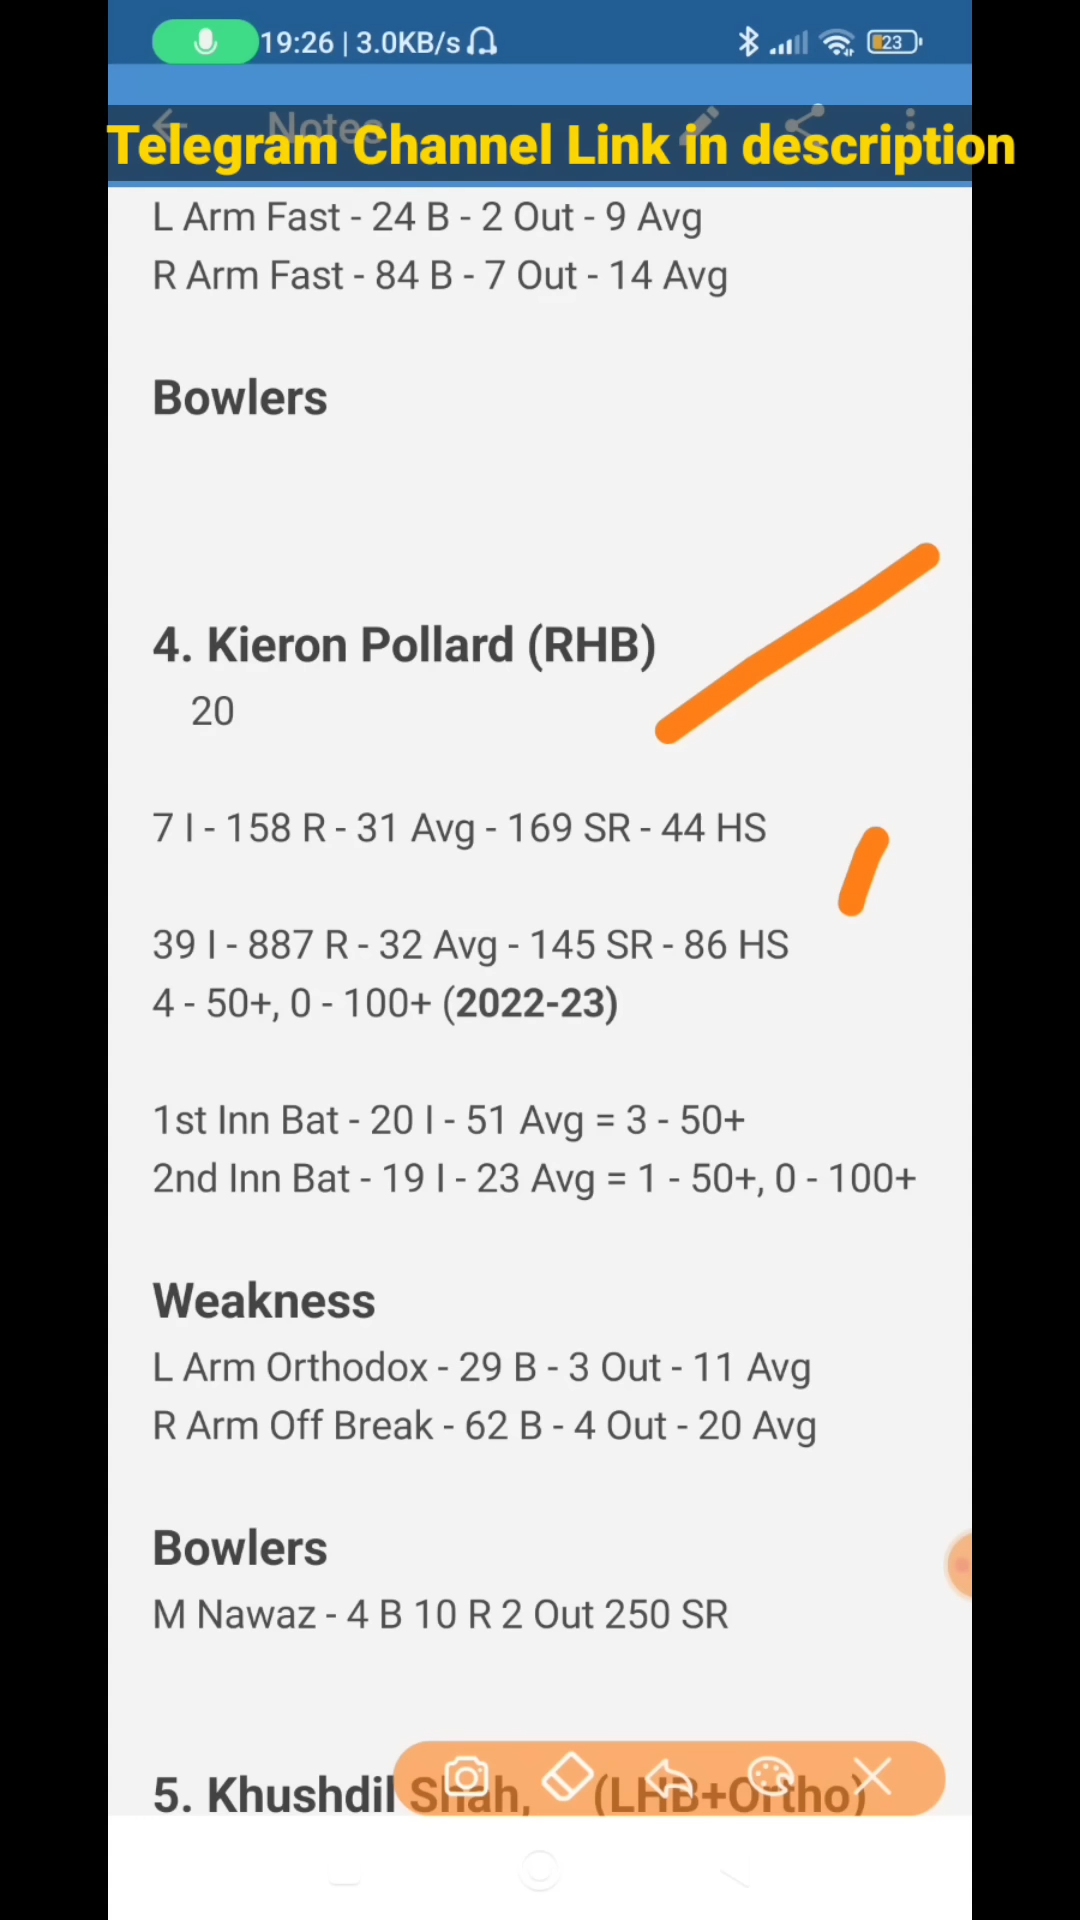 19:26 | 3.0KB/s
23
Notes
Telegram Channel Link in description
L Arm Fast - 24 B - 2 Out - 9 Avg
R Arm Fast - 84 B - 7 Out - 14 Avg
Bowlers
4. Kieron Pollard (RHB)
20
7 I - 158 R - 31 Avg - 169 SR - 44 HS
39 I - 887 R - 32 Avg - 145 SR - 86 HS
4 - 50+, 0 - 100+ (2022-23)
1st Inn Bat - 20 I - 51 Avg = 3 - 50+
2nd Inn Bat - 19 I - 23 Avg = 1 - 50+, 0 - 100+
Weakness
L Arm Orthodox - 29 B - 3 Out - 11 Avg
R Arm Off Break - 62 B - 4 Out - 20 Avg
Bowlers
M Nawaz - 4 B 10 R 2 Out 250 SR
5. Khushdil Shah, (LHB+Ortho)